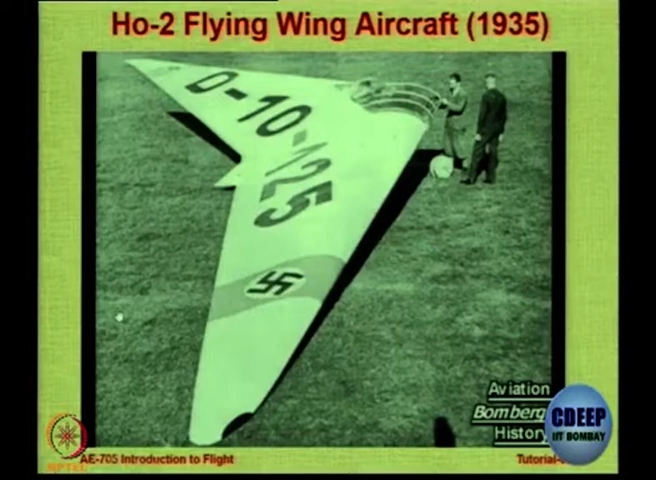 Ho-2 Flying Wing Aircraft (1935)
D-10-125
Aviation
Bomberg
History
CDEEP
IIT BOMBAY
NPTEL
AE-705 Introduction to Flight